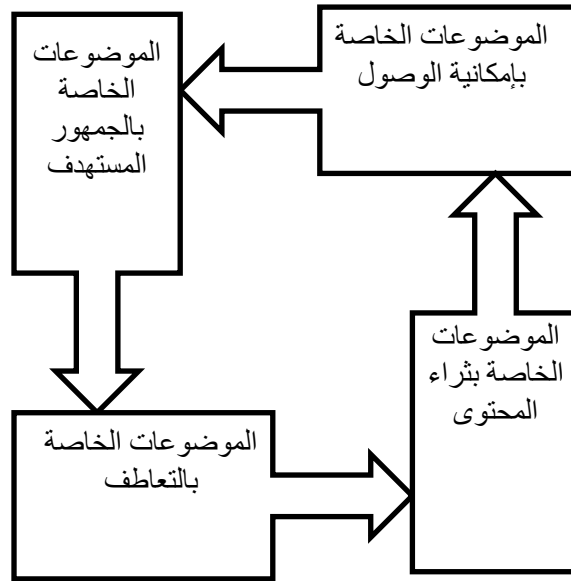 الموضوعات الخاصة
بإمكانية الوصول
الموضوعات
الخاصة
بالجمهور
المستهدف
الموضوعات الخاصة
بالتعاطف
الموضوعات
الخاصة بثراء
المحتوى